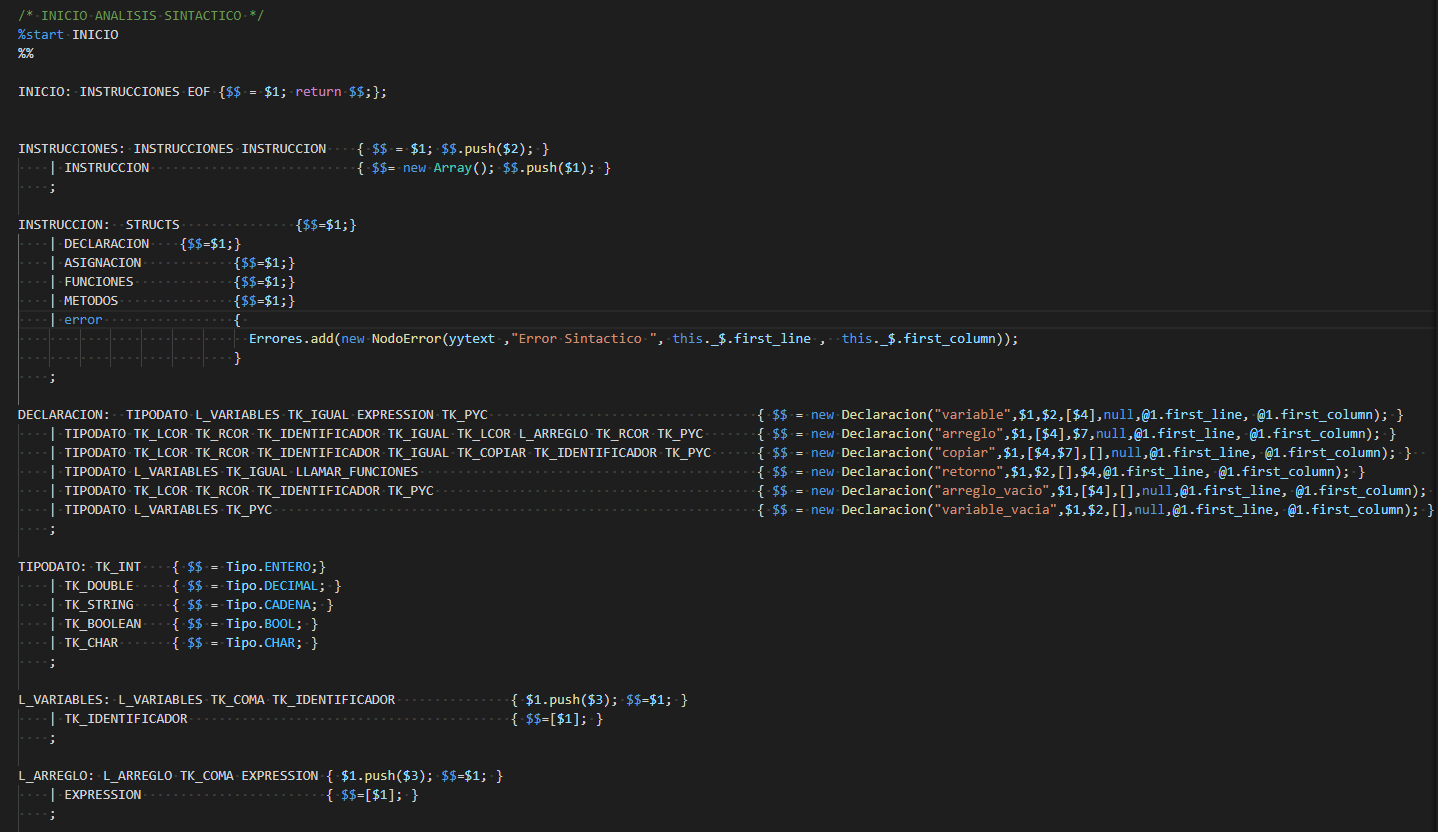 /* INICIO ANALISIS SINTACTICO */
%start INICIO
%%
INICIO: INSTRUCCIONES EOF {$$ = $1; return $$;};
INSTRUCCIONES: INSTRUCCIONES INSTRUCCION { $$ = $1; $$.push($2); }
| INSTRUCCION { $$= new Array(); $$.push($1); }
;
INSTRUCCION: STRUCTS {$$=$1;}
| DECLARACION {$$=$1;}
| ASIGNACION {$$=$1;}
| FUNCIONES {$$=$1;}
| METODOS {$$=$1;}
| error {
Errores.add(new NodoError(yytext ,"Error Sintactico ", this._$.first_line , this._$.first_column));
}
;
DECLARACION: TIPODATO L_VARIABLES TK_IGUAL EXPRESSION TK_PYC { $$ = new Declaracion("variable",$1,$2,[$4],null,@1.first_line, @1.first_column); }
| TIPODATO TK_LCOR TK_RCOR TK_IDENTIFICADOR TK_IGUAL TK_LCOR L_ARREGLO TK_RCOR TK_PYC { $$ = new Declaracion("arreglo",$1,[$4],$7,null,@1.first_line, @1.first_column); }
| TIPODATO TK_LCOR TK_RCOR TK_IDENTIFICADOR TK_IGUAL TK_COPIAR TK_IDENTIFICADOR TK_PYC { $$ = new Declaracion("copiar",$1,[$4,$7],[],null,@1.first_line, @1.first_column); }
| TIPODATO L_VARIABLES TK_IGUAL LLAMAR_FUNCIONES { $$ = new Declaracion("retorno",$1,$2,[],$4,@1.first_line, @1.first_column); }
| TIPODATO TK_LCOR TK_RCOR TK_IDENTIFICADOR TK_PYC { $$ = new Declaracion("arreglo_vacio",$1,[$4],[],null,@1.first_line, @1.first_column);
| TIPODATO L_VARIABLES TK_PYC { $$ = new Declaracion("variable_vacia",$1,$2,[],null,@1.first_line, @1.first_column); }
;
TIPODATO: TK_INT { $$ = Tipo.ENTERO;}
| TK_DOUBLE { $$ = Tipo.DECIMAL; }
| TK_STRING { $$ = Tipo.CADENA; }
| TK_BOOLEAN { $$ = Tipo.BOOL; }
| TK_CHAR { $$ = Tipo.CHAR; }
;
L_VARIABLES: L_VARIABLES TK_COMA TK_IDENTIFICADOR { $1.push($3); $$=$1; }
| TK_IDENTIFICADOR { $$=[$1]; }
;
L_ARREGLO: L_ARREGLO TK_COMA EXPRESSION { $1.push($3); $$=$1; }
| EXPRESSION { $$=[$1]; }
;